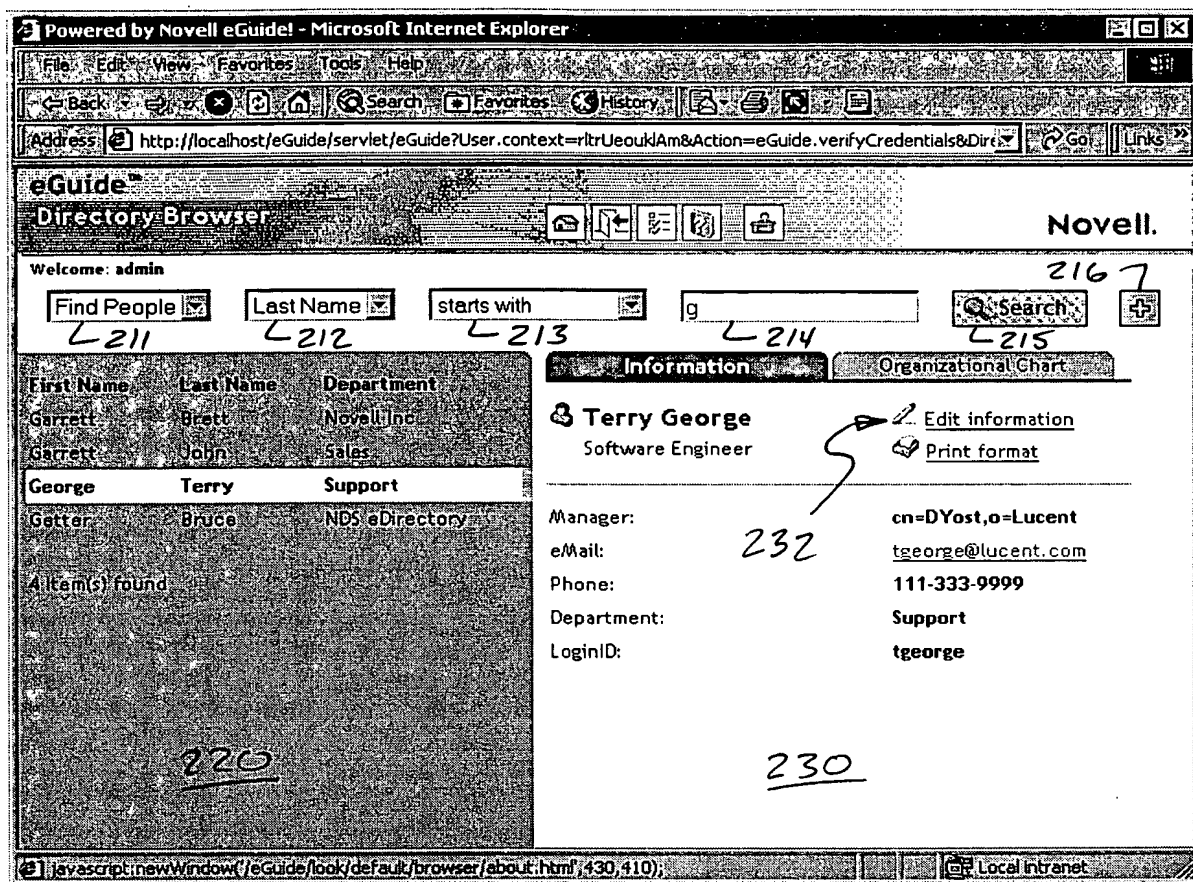 Powered by Novell eGuide! - Microsoft Internet Explorer
File Edit View Favorites Tools Help
Back Search Favorites History
Address http://localhost/eGuide/servlet/eGuide?User.context=rltrUeouklAm&Action=eGuide.verifyCredentials&Dire Go Links »
eGuide™
Directory Browser
Novell.
Welcome: admin
216
Find People Last Name starts with g Search
211 212 213 214 215
Information Organizational Chart
First Name Last Name Department
Garrett Brett Novell Inc
Garrett John Sales
George Terry Support
Getter Bruce NDS eDirectory
4 Item(s) found
220
Terry George
Software Engineer
Edit information
Print format
232
Manager: cn=DYost,o=Lucent
eMail: tgeorge@lucent.com
Phone: 111-333-9999
Department: Support
LoginID: tgeorge
230
javascript:newWindow('/eGuide/look/default/browser/about.html',430,410);
Local intranet